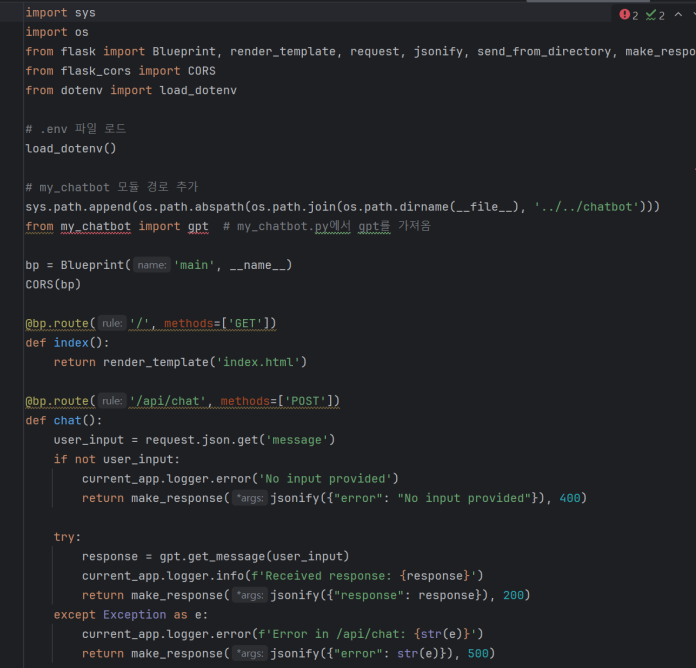 import sys
2 2
import os
from flask import Blueprint, render_template, request, jsonify, send_from_directory, make_respo
from flask_cors import CORS
from dotenv import load_dotenv
# .env 파일 로드
load_dotenv()
# my_chatbot 모듈 경로 추가
sys.path.append(os.path.abspath(os.path.join(os.path.dirname(__file__), '../../chatbot')))
from my_chatbot import gpt  # my_chatbot.py에서 gpt를 가져옴
bp = Blueprint( name: 'main', __name__)
CORS(bp)
@bp.route( rule: '/', methods=['GET'])
def index():
    return render_template('index.html')
@bp.route( rule: '/api/chat', methods=['POST'])
def chat():
    user_input = request.json.get('message')
    if not user_input:
        current_app.logger.error('No input provided')
        return make_response( *args: jsonify({"error": "No input provided"}), 400)
    try:
        response = gpt.get_message(user_input)
        current_app.logger.info(f'Received response: {response}')
        return make_response( *args: jsonify({"response": response}), 200)
    except Exception as e:
        current_app.logger.error(f'Error in /api/chat: {str(e)}')
        return make_response( *args: jsonify({"error": str(e)}), 500)